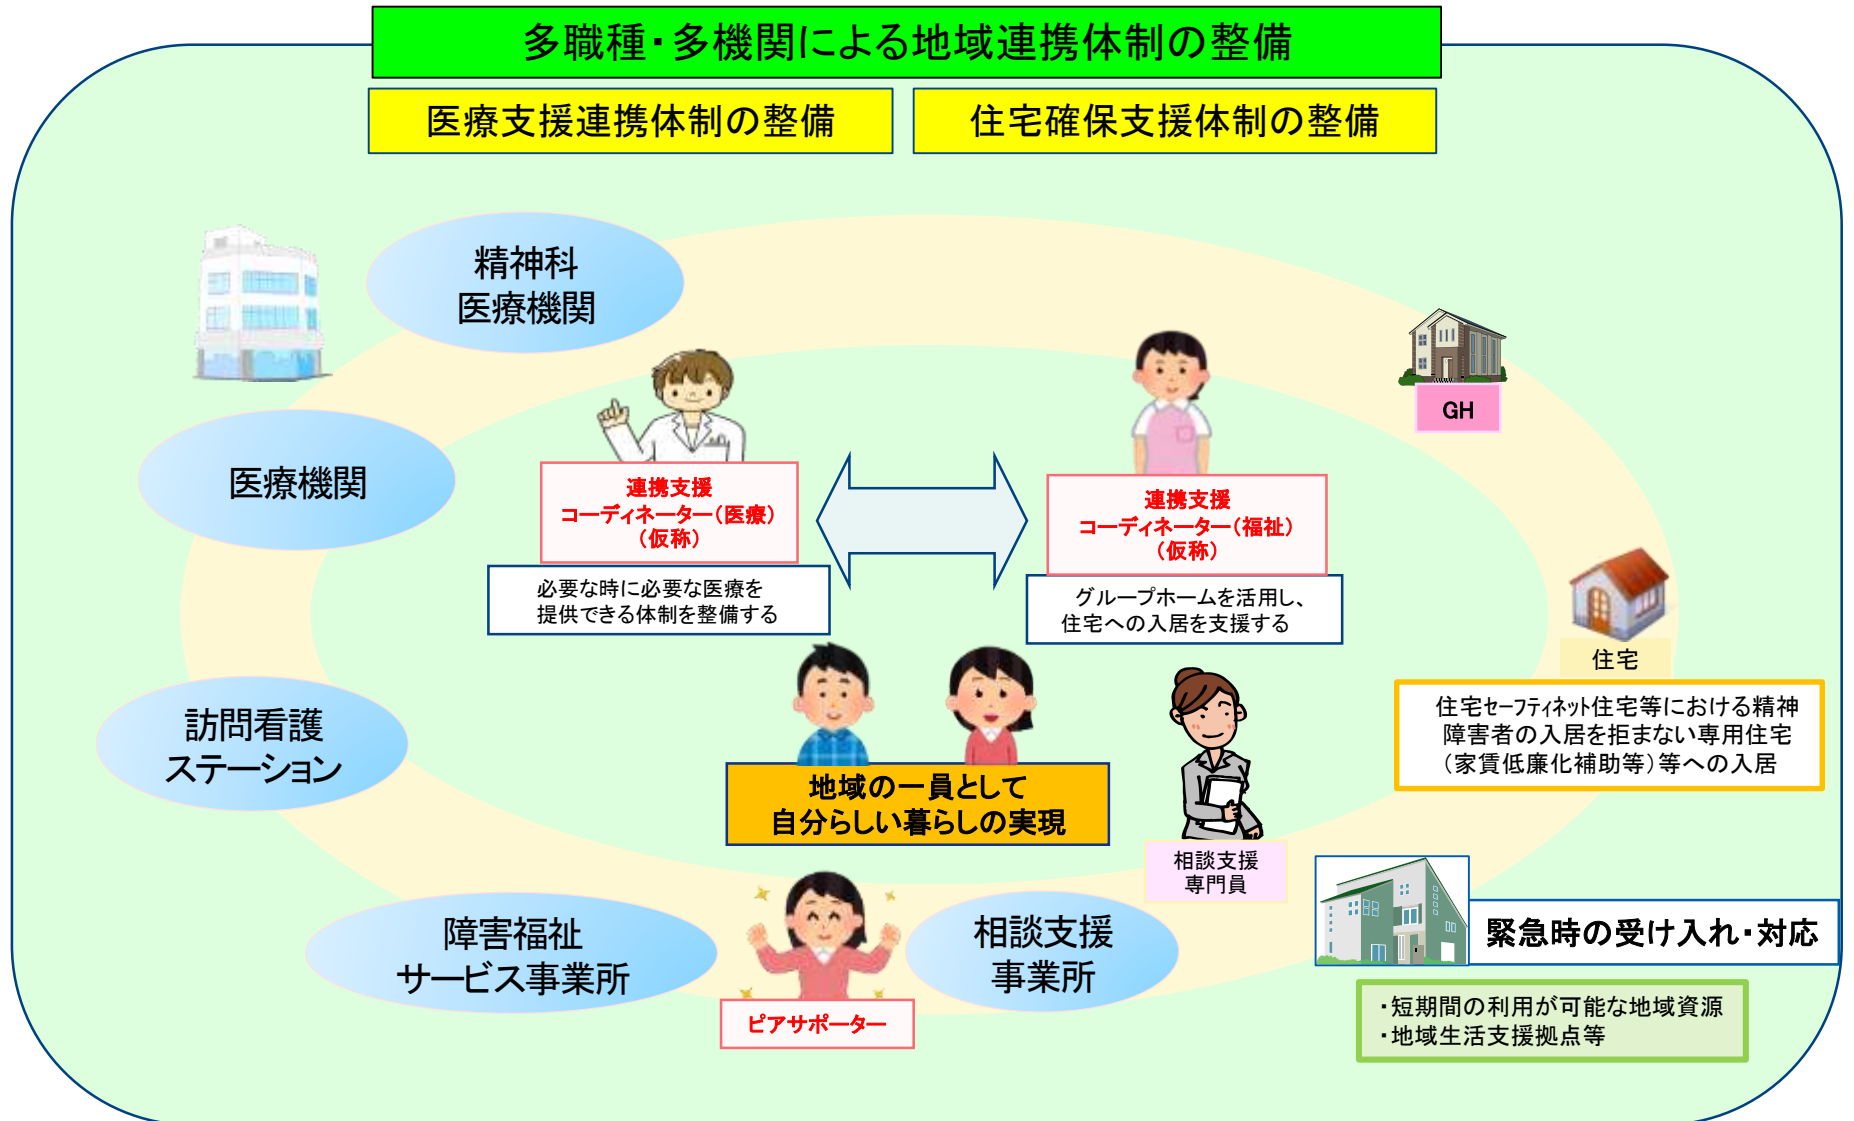 多職種・多機関による地域連携体制の整備
医療支援連携体制の整備
住宅確保支援体制の整備
精神科
医療機関
医療機関
訪問看護
ステーション
障害福祉
サービス事業所
相談支援
事業所
連携支援
コーディネーター（医療）
（仮称）
必要な時に必要な医療を
提供できる体制を整備する
連携支援
コーディネーター（福祉）
（仮称）
グループホームを活用し、
住宅への入居を支援する
地域の一員として
自分らしい暮らしの実現
相談支援
専門員
ピアサポーター
GH
住宅
住宅セーフティネット住宅等における精神
障害者の入居を拒まない専用住宅
（家賃低廉化補助等）等への入居
緊急時の受け入れ・対応
・短期間の利用が可能な地域資源
・地域生活支援拠点等